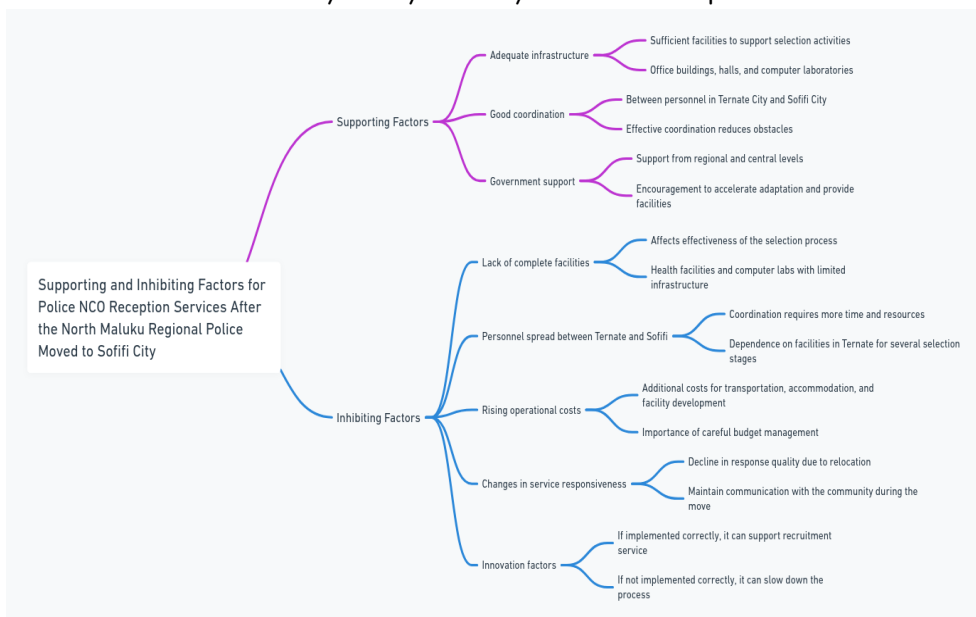 Supporting and Inhibiting Factors for
Police NCO Reception Services After
the North Maluku Regional Police
Moved to Sofifi City
Supporting Factors
Adequate infrastructure
Sufficient facilities to support selection activities
Office buildings, halls, and computer laboratories
Good coordination
Between personnel in Ternate City and Sofifi City
Effective coordination reduces obstacles
Government support
Support from regional and central levels
Encouragement to accelerate adaptation and provide
facilities
Inhibiting Factors
Lack of complete facilities
Affects effectiveness of the selection process
Health facilities and computer labs with limited
infrastructure
Personnel spread between Ternate and Sofifi
Coordination requires more time and resources
Dependence on facilities in Ternate for several selection
stages
Rising operational costs
Additional costs for transportation, accommodation, and
facility development
Importance of careful budget management
Changes in service responsiveness
Decline in response quality due to relocation
Maintain communication with the community during the
move
Innovation factors
If implemented correctly, it can support recruitment
service
If not implemented correctly, it can slow down the
process